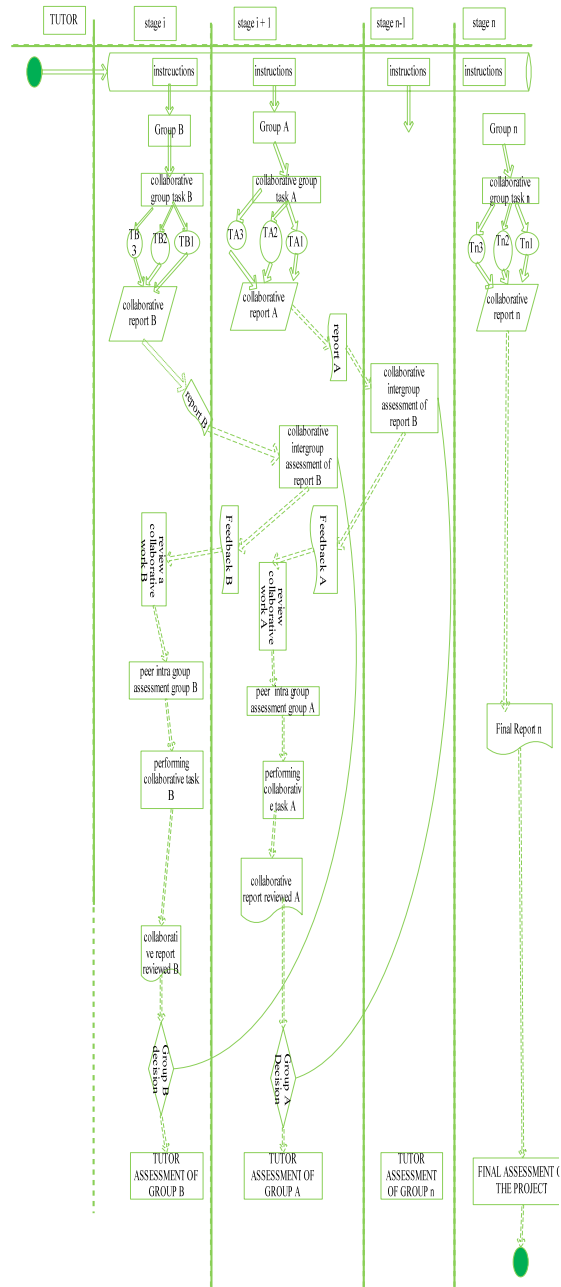 TUTOR
stage i
stage i + 1
stage n-1
stage n
instructions
instructions
instructions
instructions
Group B
Group A
Group n
collaborative
group task B
collaborative group
task A
collaborative
group task n
TB
3
TB2
TB1
TA3
TA2
TA1
Tn3
Tn2
Tn1
collaborative
report B
collaborative
report A
collaborative
report n
report A
report B
collaborative
intergroup
assessment of
report B
collaborative
intergroup
assessment of
report B
review a
collaborative
work B
Feedback B
Feedback A
review
collaborative
work A
peer intra group
assessment group B
peer intra group
assessment group A
Final Report n
performing
collaborative task
B
performing
collaborativ
e task A
collaborative
report reviewed A
collaborati
ve report
reviewed B
Group B
decision
Group A
Decision
TUTOR
ASSESSMENT OF
GROUP B
TUTOR
ASSESSMENT OF
GROUP A
TUTOR
ASSESSMENT
OF GROUP n
FINAL ASSESSMENT O
THE PROJECT